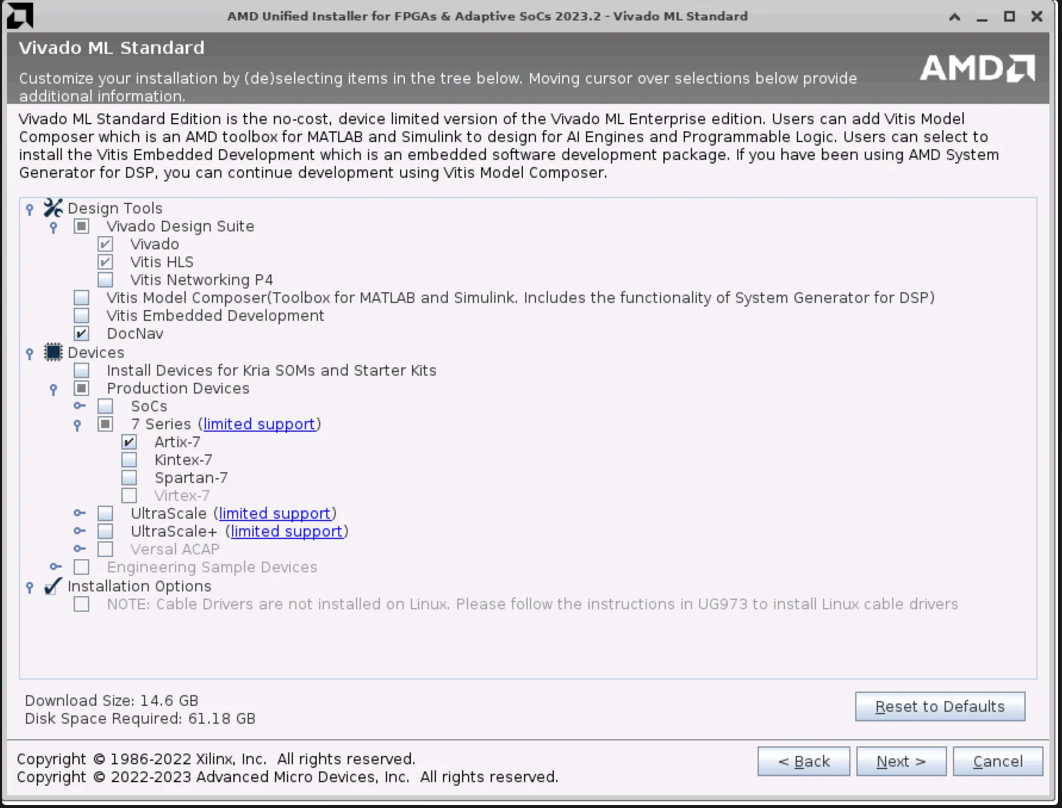 AMD Unified Installer for FPGAs & Adaptive SoCs 2023.2 - Vivado ML Standard
Vivado ML Standard
Customize your installation by (de)selecting items in the tree below. Moving cursor over selections below provide
additional information.
AMD
Vivado ML Standard Edition is the no-cost, device limited version of the Vivado ML Enterprise edition. Users can add Vitis Model
Composer which is an AMD toolbox for MATLAB and Simulink to design for AI Engines and Programmable Logic. Users can select to
install the Vitis Embedded Development which is an embedded software development package. If you have been using AMD System
Generator for DSP, you can continue development using Vitis Model Composer.
Design Tools
Vivado Design Suite
Vivado
Vitis HLS
Vitis Networking P4
Vitis Model Composer(Toolbox for MATLAB and Simulink. Includes the functionality of System Generator for DSP)
Vitis Embedded Development
DocNav
Devices
Install Devices for Kria SOMs and Starter Kits
Production Devices
SoCs
7 Series (limited support)
Artix-7
Kintex-7
Spartan-7
Virtex-7
UltraScale (limited support)
UltraScale+ (limited support)
Versal ACAP
Engineering Sample Devices
Installation Options
NOTE: Cable Drivers are not installed on Linux. Please follow the instructions in UG973 to install Linux cable drivers
Download Size: 14.6 GB
Disk Space Required: 61.18 GB
Reset to Defaults
Copyright © 1986-2022 Xilinx, Inc. All rights reserved.
Copyright © 2022-2023 Advanced Micro Devices, Inc. All rights reserved.
< Back
Next >
Cancel